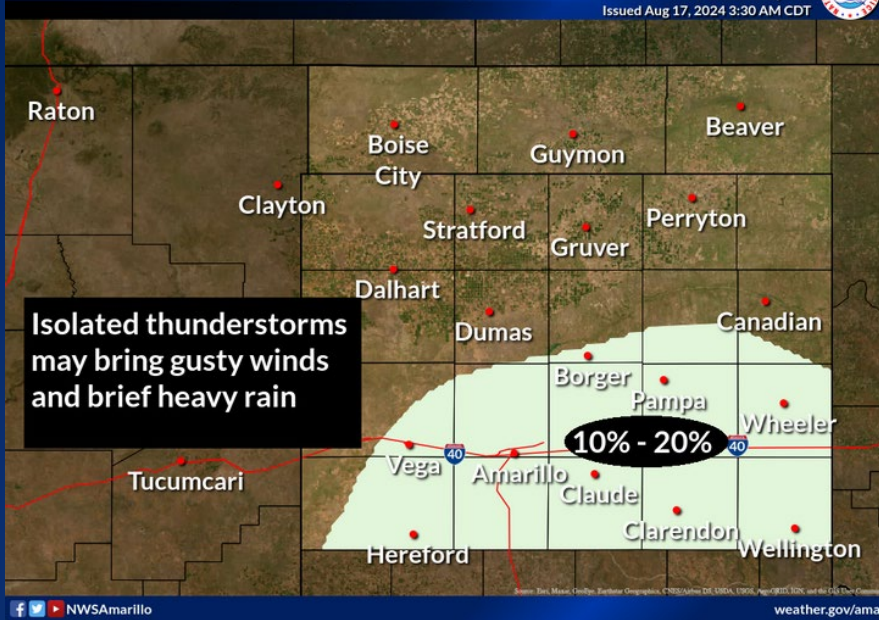 Issued Aug 17, 2024 3:30 AM CDT
Raton
Boise
City
Guymon
Beaver
Clayton
Stratford
Gruver
Perryton
Dalhart
Dumas
Canadian
Isolated thunderstorms
may bring gusty winds
and brief heavy rain
Borger
Pampa
Wheeler
10% - 20%
40
40
Vega
Amarillo
Tucumcari
Claude
Clarendon
Hereford
Wellington
NWSAmarillo
weather.gov/ama